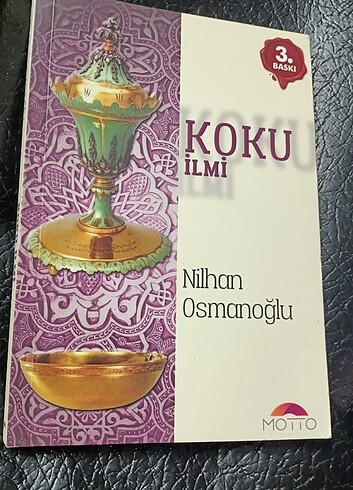 3.
BASKI
KOKU
İLMİ
Nilhan
Osmanoğlu
MOTTO